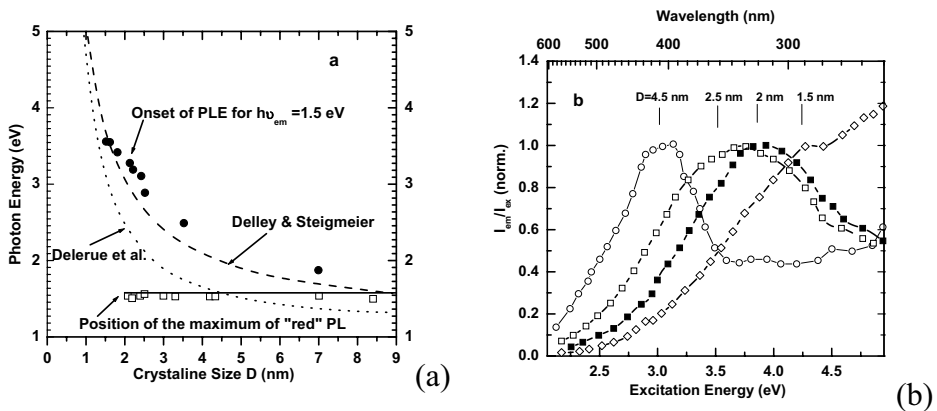 a
Photon Energy (eV)
5
4
3
2
1
5
4
3
2
1
Onset of PLE for hυem =1.5 eV
Delley & Steigmeier
Delerue et al.
Position of the maximum of "red" PL
0 1 2 3 4 5 6 7 8 9
Crystaline Size D (nm)
(a)
Wavelength (nm)
600 500 400 300
b
D=4.5 nm 2.5 nm 2 nm 1.5 nm
Iem/Iex (norm.)
1.4
1.2
1.0
0.8
0.6
0.4
0.2
0.0
2.5 3.0 3.5 4.0 4.5
Excitation Energy (eV)
(b)